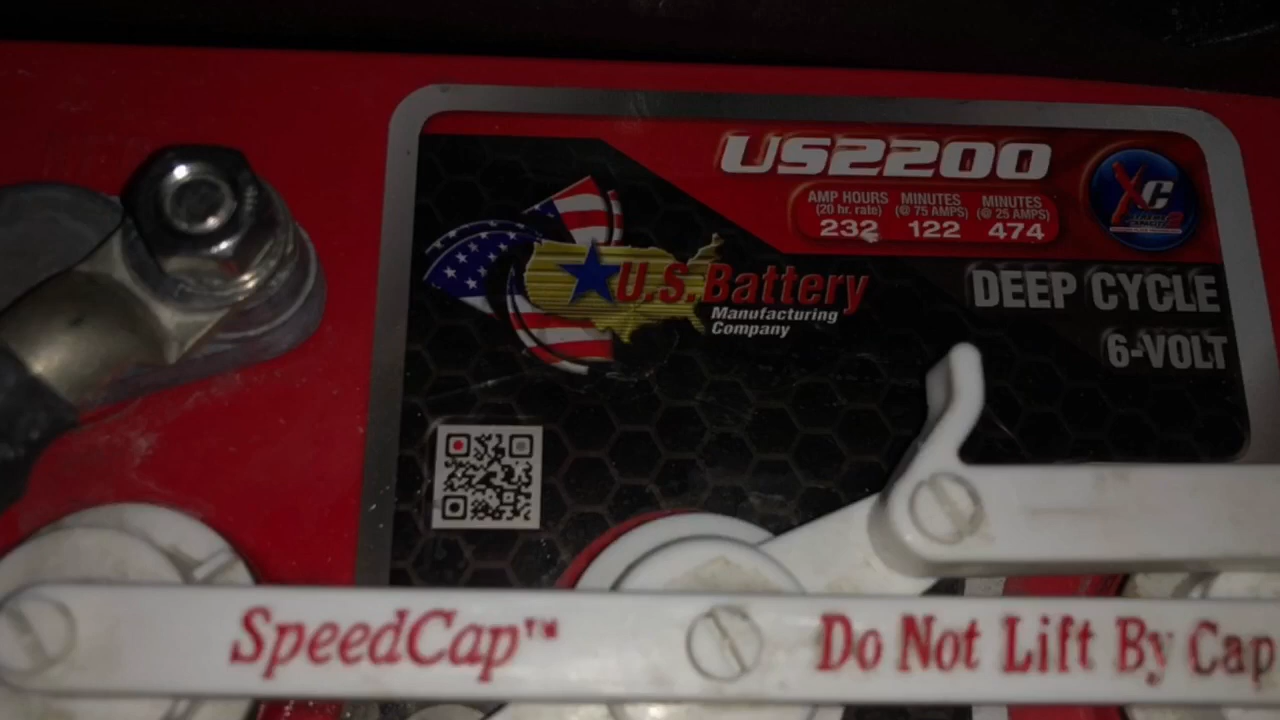 US2200
AMP HOURS MINUTES MINUTES
(20 hr. rate) (@ 75 AMPS) (@ 25 AMPS)
232 122 474
XC
U.S. Battery
Manufacturing
Company
DEEP CYCLE
6-VOLT
SpeedCap™ Do Not Lift By Cap